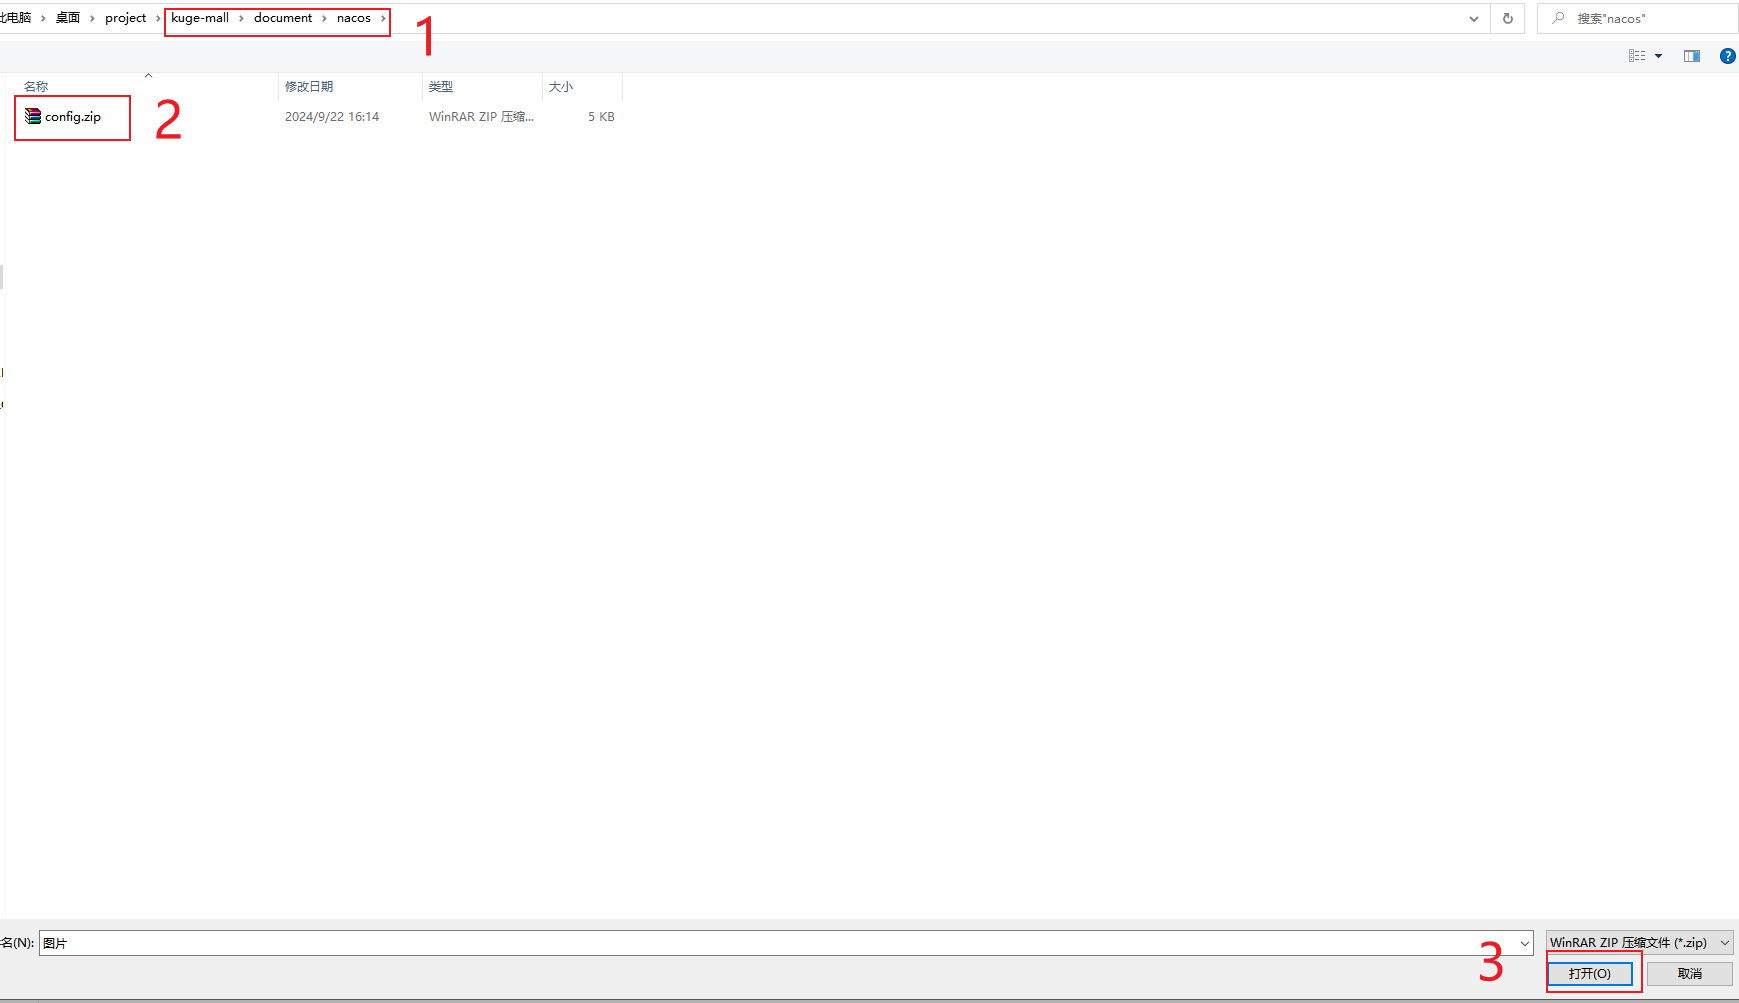 此电脑 › 桌面 › project › kuge-mall › document › nacos ›
1
搜索"nacos"
?
名称 修改日期 类型 大小
config.zip 2024/9/22 16:14 WinRAR ZIP 压缩... 5 KB
2
名(N): 图片
WinRAR ZIP 压缩文件 (*.zip)
3
打开(O) 取消